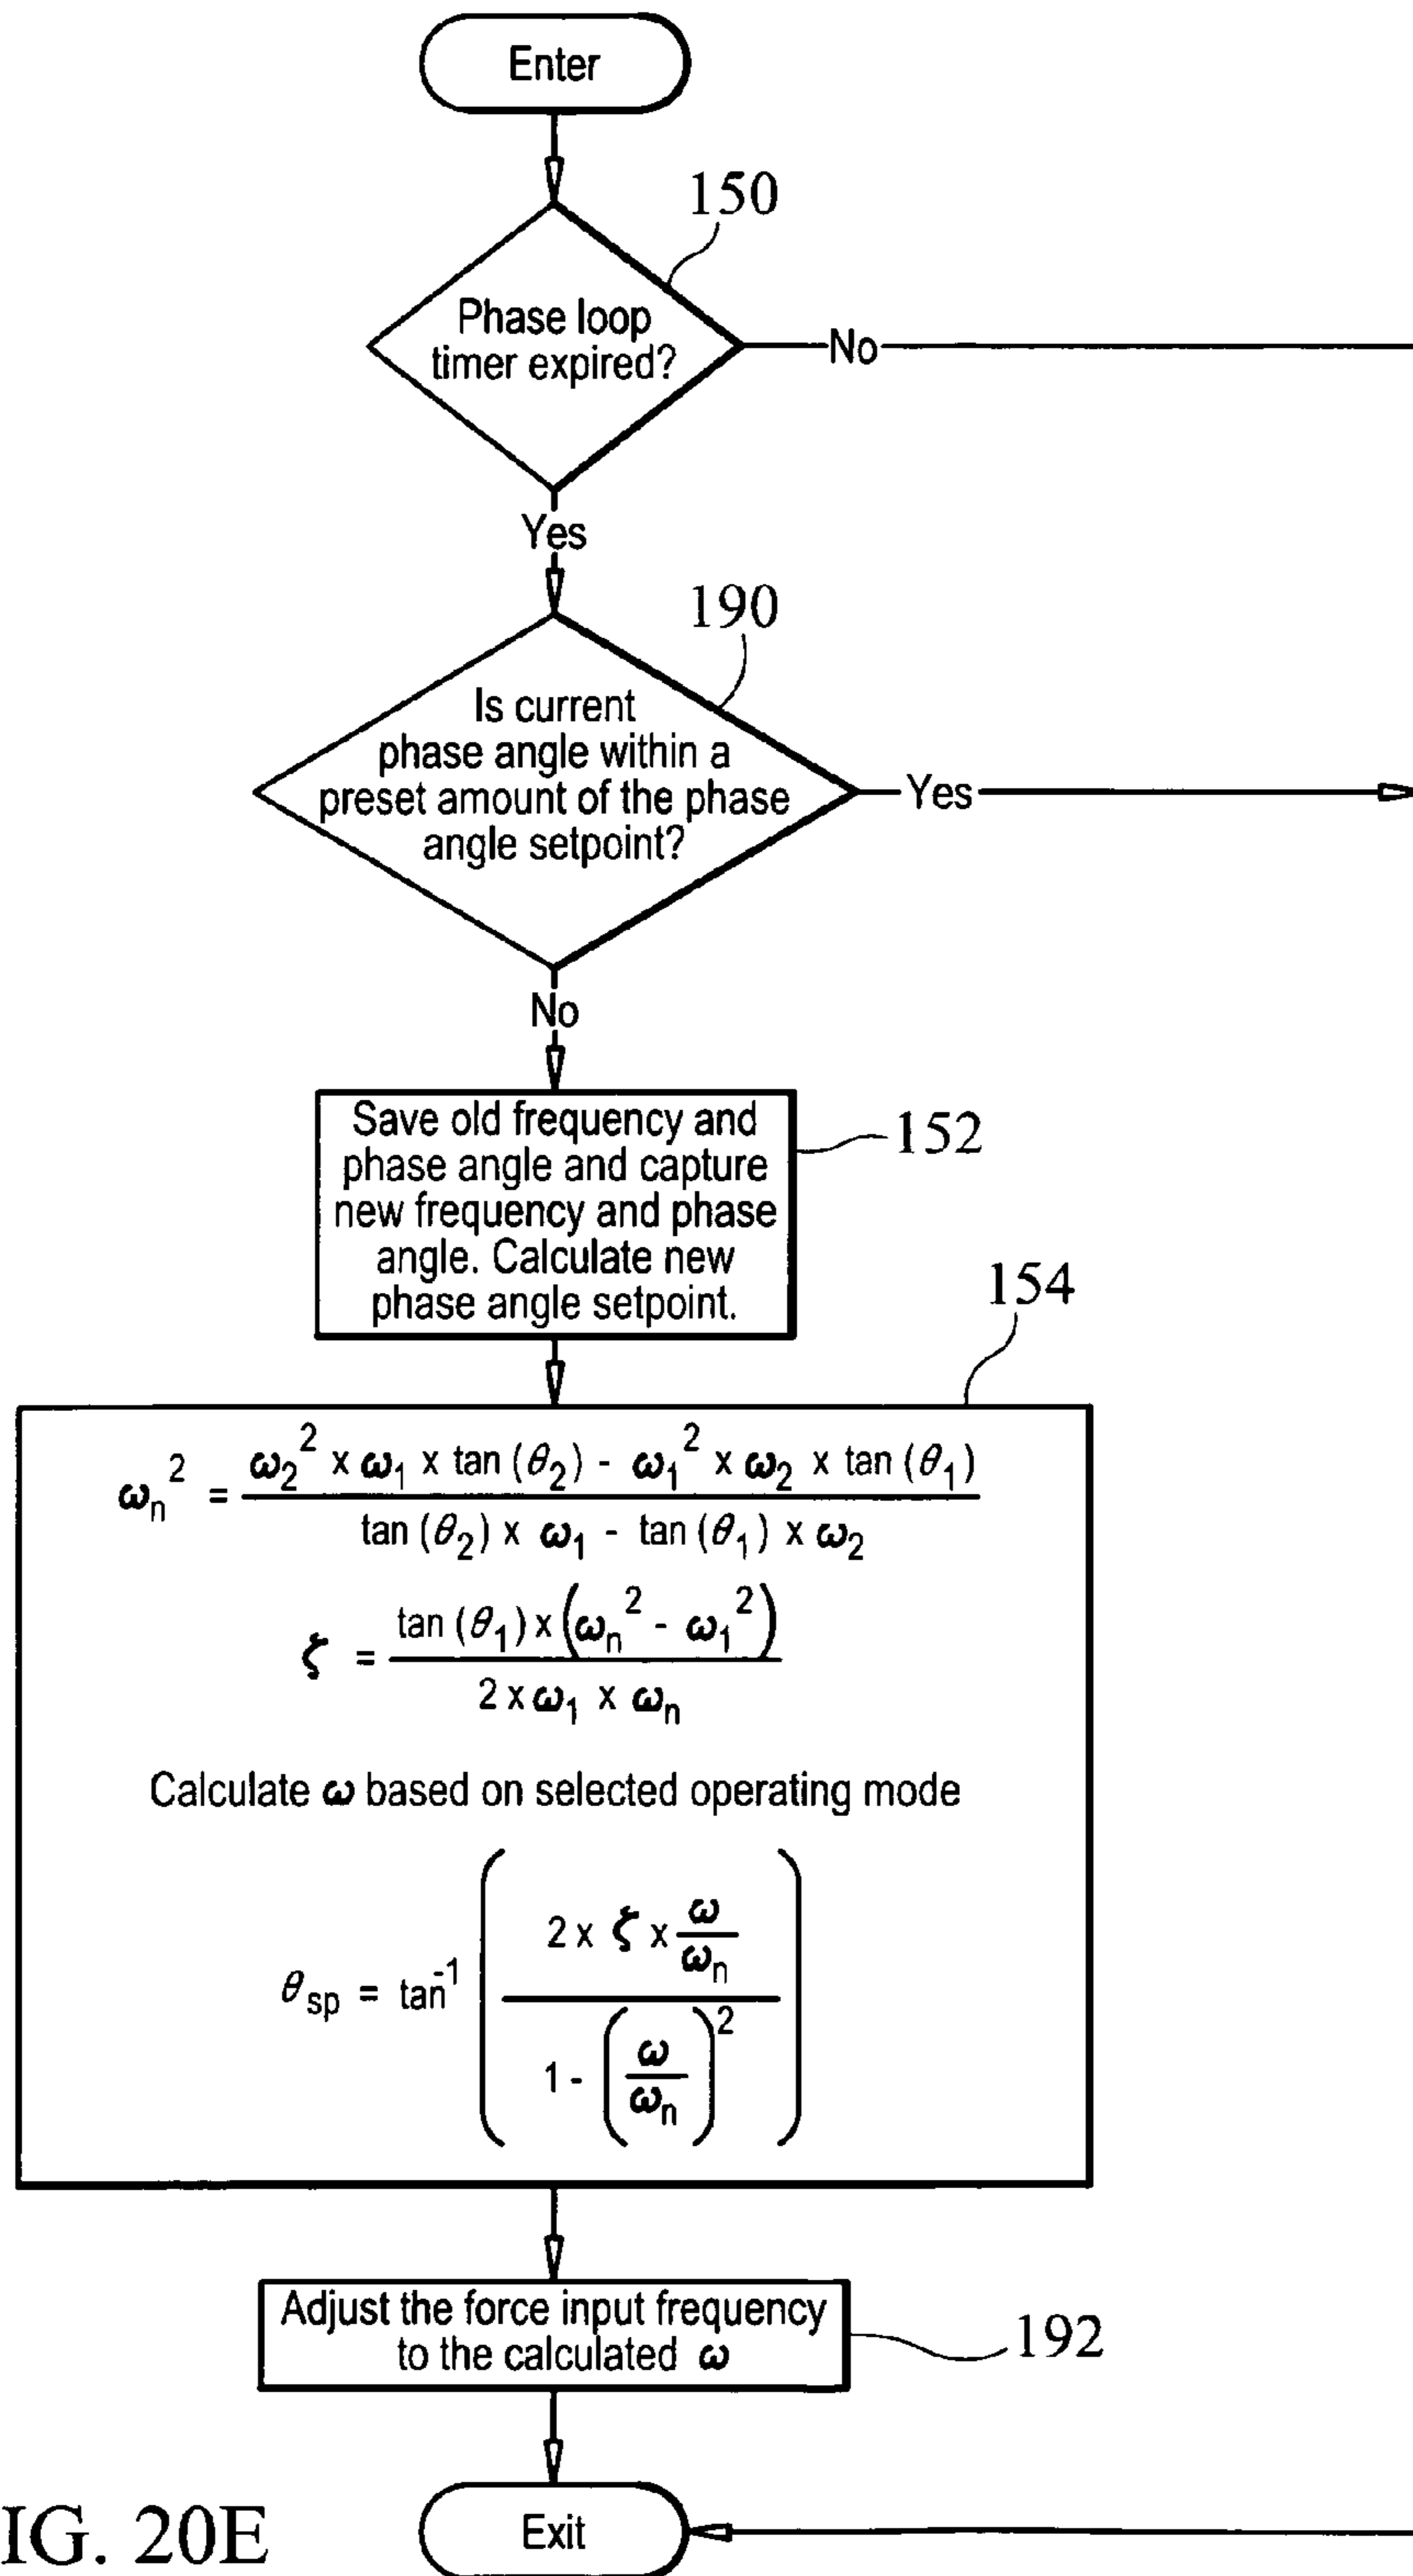 Enter
150
Phase loop
timer expired?
No
Yes
190
Is current
phase angle within a
preset amount of the phase
angle setpoint?
Yes
No
Save old frequency and
phase angle and capture
new frequency and phase
angle. Calculate new
phase angle setpoint.
152
154
ωn² = (ω2² x ω1 x tan (θ2) - ω1² x ω2 x tan (θ1)) / (tan (θ2) x ω1 - tan (θ1) x ω2)
ζ = (tan (θ1) x (ωn² - ω1²)) / (2 x ω1 x ωn)
Calculate ω based on selected operating mode
θsp = tan⁻¹ ((2 x ζ x ω/ωn) / (1 - (ω/ωn)²))
Adjust the force input frequency
to the calculated ω
192
Exit
IG. 20E